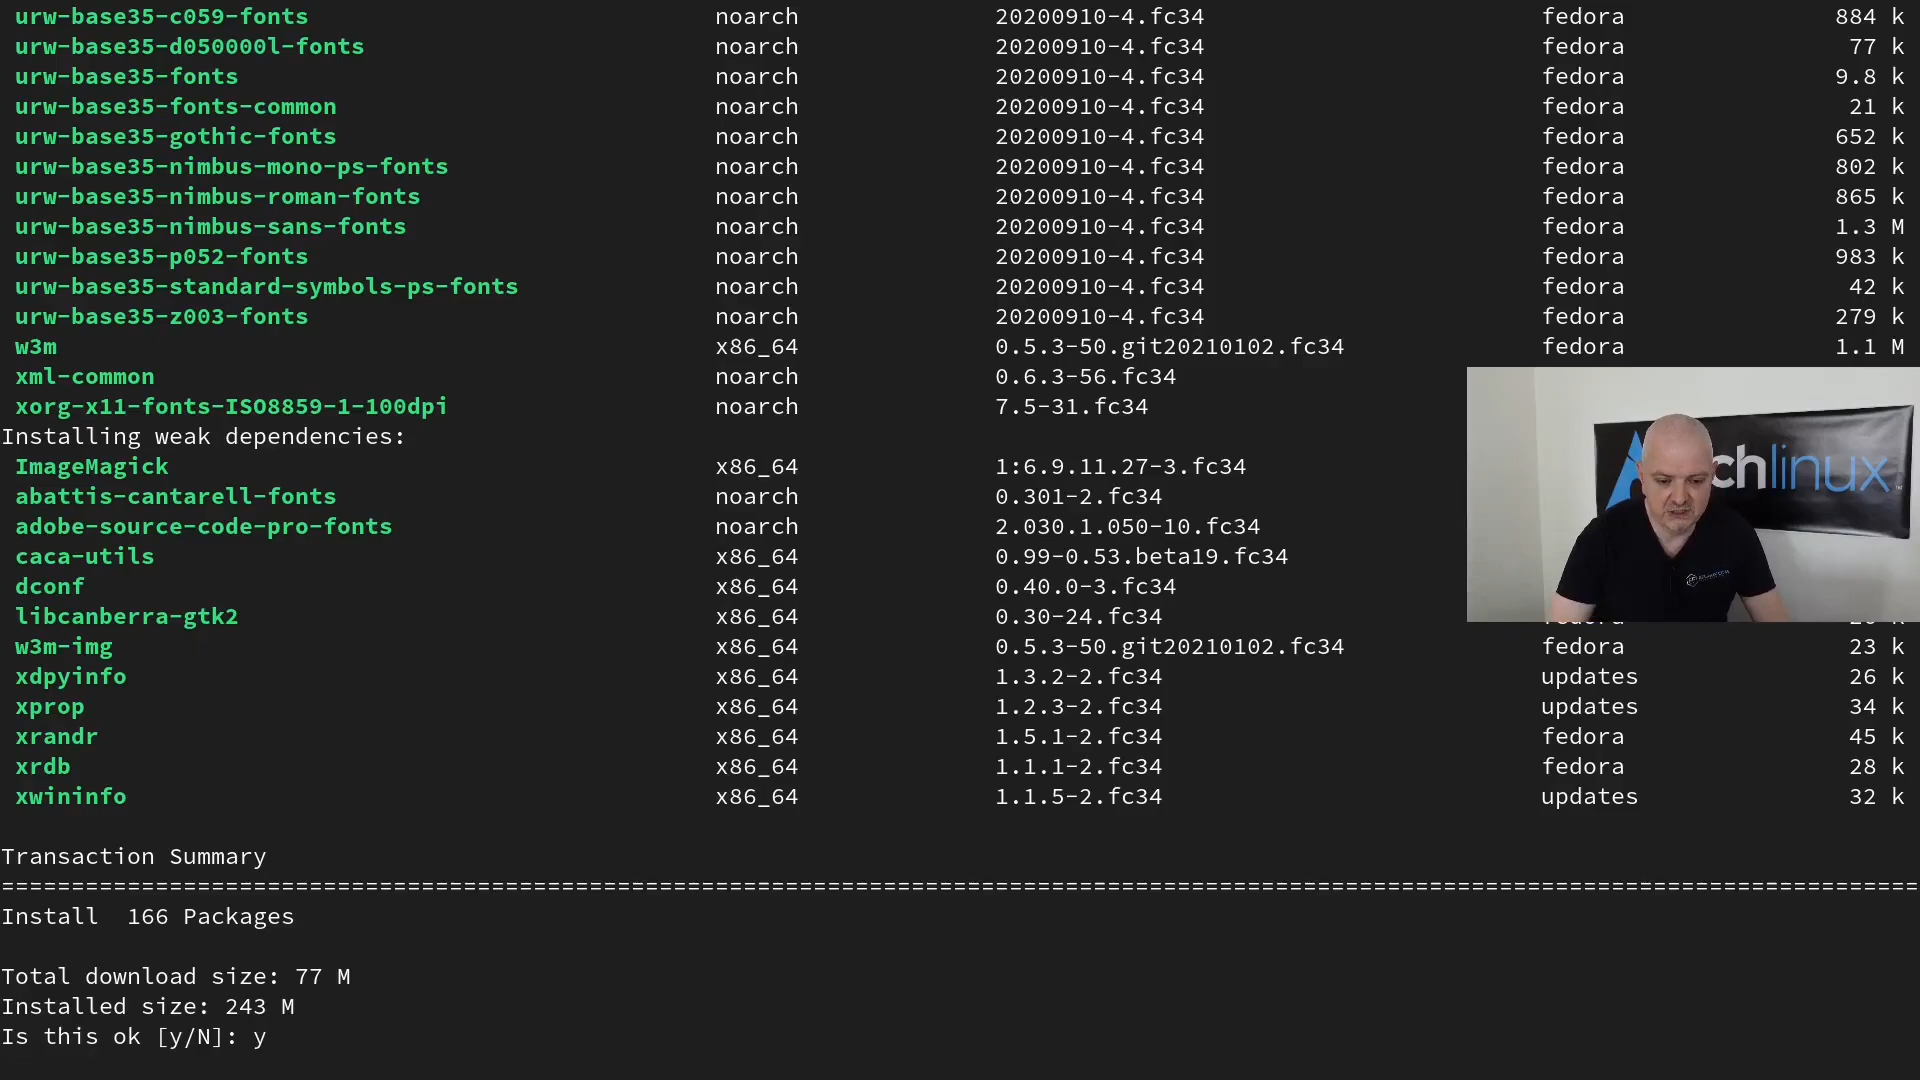 urw-base35-c059-fonts noarch 20200910-4.fc34 fedora 884 k
urw-base35-d050000l-fonts noarch 20200910-4.fc34 fedora 77 k
urw-base35-fonts noarch 20200910-4.fc34 fedora 9.8 k
urw-base35-fonts-common noarch 20200910-4.fc34 fedora 21 k
urw-base35-gothic-fonts noarch 20200910-4.fc34 fedora 652 k
urw-base35-nimbus-mono-ps-fonts noarch 20200910-4.fc34 fedora 802 k
urw-base35-nimbus-roman-fonts noarch 20200910-4.fc34 fedora 865 k
urw-base35-nimbus-sans-fonts noarch 20200910-4.fc34 fedora 1.3 M
urw-base35-p052-fonts noarch 20200910-4.fc34 fedora 983 k
urw-base35-standard-symbols-ps-fonts noarch 20200910-4.fc34 fedora 42 k
urw-base35-z003-fonts noarch 20200910-4.fc34 fedora 279 k
w3m x86_64 0.5.3-50.git20210102.fc34 fedora 1.1 M
xml-common noarch 0.6.3-56.fc34
xorg-x11-fonts-ISO8859-1-100dpi noarch 7.5-31.fc34
Installing weak dependencies:
ImageMagick x86_64 1:6.9.11.27-3.fc34
abattis-cantarell-fonts noarch 0.301-2.fc34
adobe-source-code-pro-fonts noarch 2.030.1.050-10.fc34
caca-utils x86_64 0.99-0.53.beta19.fc34
dconf x86_64 0.40.0-3.fc34
libcanberra-gtk2 x86_64 0.30-24.fc34
w3m-img x86_64 0.5.3-50.git20210102.fc34 fedora 23 k
xdpyinfo x86_64 1.3.2-2.fc34 updates 26 k
xprop x86_64 1.2.3-2.fc34 updates 34 k
xrandr x86_64 1.5.1-2.fc34 fedora 45 k
xrdb x86_64 1.1.1-2.fc34 fedora 28 k
xwininfo x86_64 1.1.5-2.fc34 updates 32 k
Transaction Summary
================================================================================================================================
Install 166 Packages
Total download size: 77 M
Installed size: 243 M
Is this ok [y/N]: y
chlinux